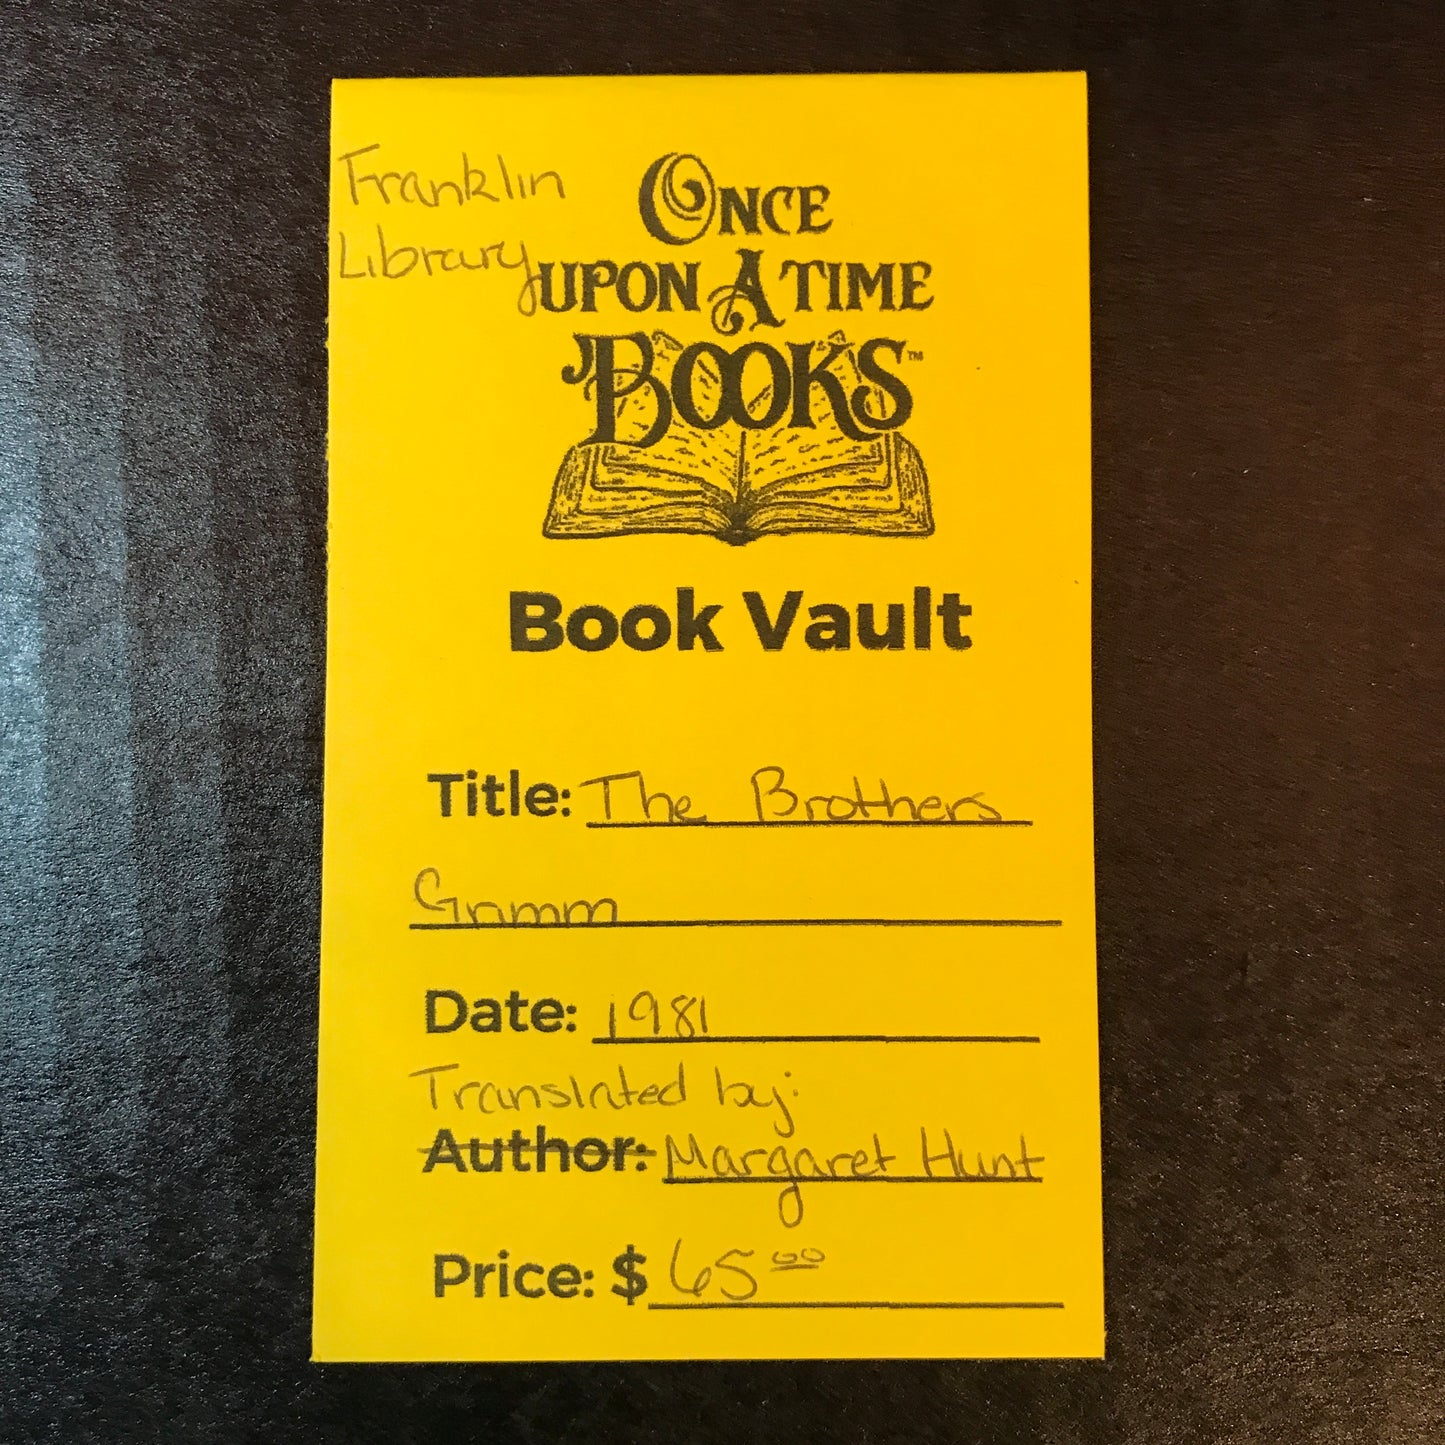 Franklin
Library
ONCE
UPON A TIME
BOOKS™
Book Vault
Title: The Brothers
Grimm
Date: 1981
Translated by:
Author: Margaret Hunt
Price: $ 65.00